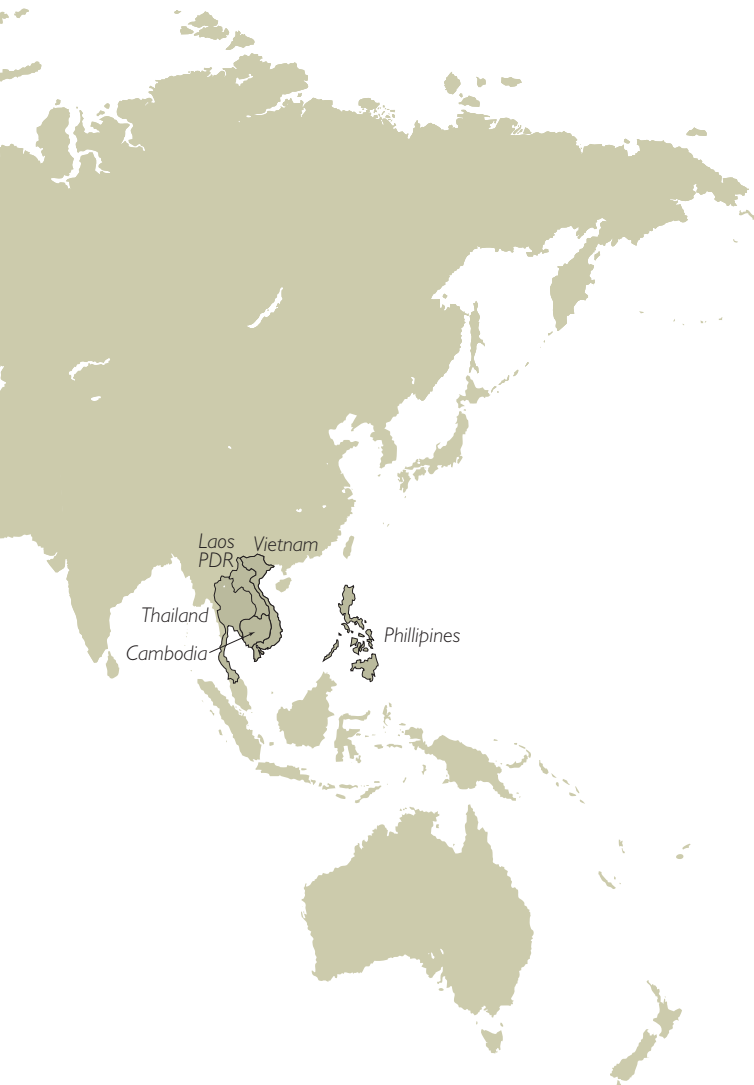 Laos
PDR
Vietnam
Thailand
Cambodia
Phillipines